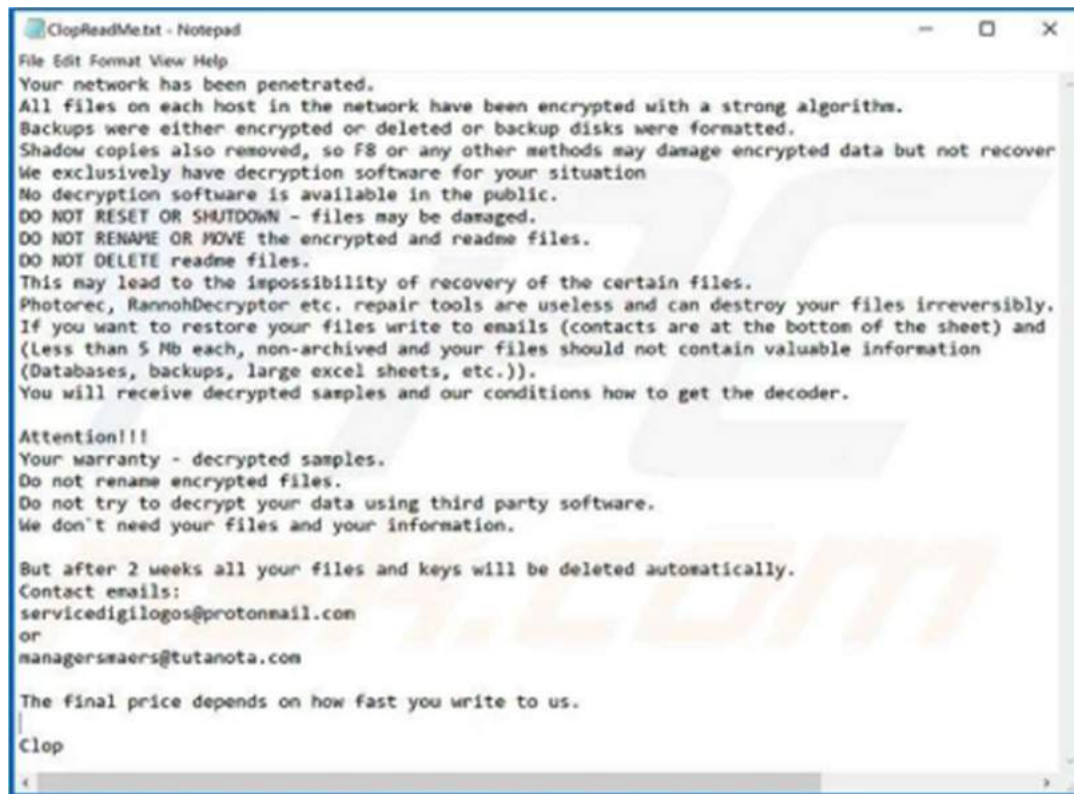 ClopReadMe.txt - Notepad
File Edit Format View Help
Your network has been penetrated.
All files on each host in the network have been encrypted with a strong algorithm.
Backups were either encrypted or deleted or backup disks were formatted.
Shadow copies also removed, so F8 or any other methods may damage encrypted data but not recover
We exclusively have decryption software for your situation
No decryption software is available in the public.
DO NOT RESET OR SHUTDOWN – files may be damaged.
DO NOT RENAME OR MOVE the encrypted and readme files.
DO NOT DELETE readme files.
This may lead to the impossibility of recovery of the certain files.
Photorec, RannohDecryptor etc. repair tools are useless and can destroy your files irreversibly.
If you want to restore your files write to emails (contacts are at the bottom of the sheet) and
(Less than 5 Mb each, non-archived and your files should not contain valuable information
(Databases, backups, large excel sheets, etc.)).
You will receive decrypted samples and our conditions how to get the decoder.
Attention!!!
Your warranty - decrypted samples.
Do not rename encrypted files.
Do not try to decrypt your data using third party software.
We don`t need your files and your information.
But after 2 weeks all your files and keys will be deleted automatically.
Contact emails:
servicedigilogos@protonmail.com
or
managersmaers@tutanota.com
The final price depends on how fast you write to us.
Clop
PC
risk.com